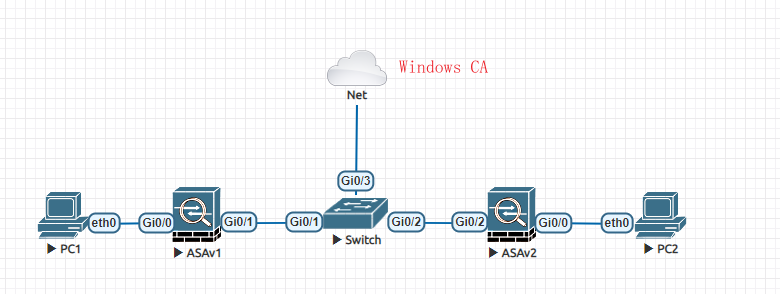 Windows CA
Net
Gi0/3
eth0
Gi0/0
Gi0/1
Gi0/1
Gi0/2
Gi0/2
Gi0/0
eth0
PC1
ASAv1
Switch
ASAv2
PC2